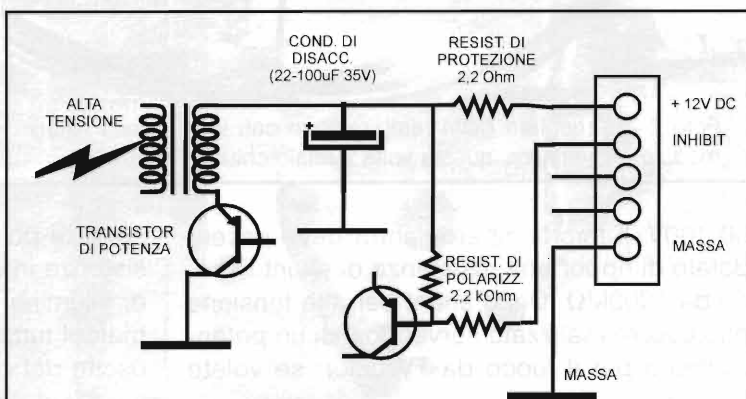 COND. DI
DISACC.
(22-100uF 35V)
RESIST. DI
PROTEZIONE
2,2 Ohm
ALTA
TENSIONE
+ 12V DC
INHIBIT
TRANSISTOR
DI POTENZA
RESIST. DI
POLARIZZ.
2,2 kOhm
MASSA
MASSA